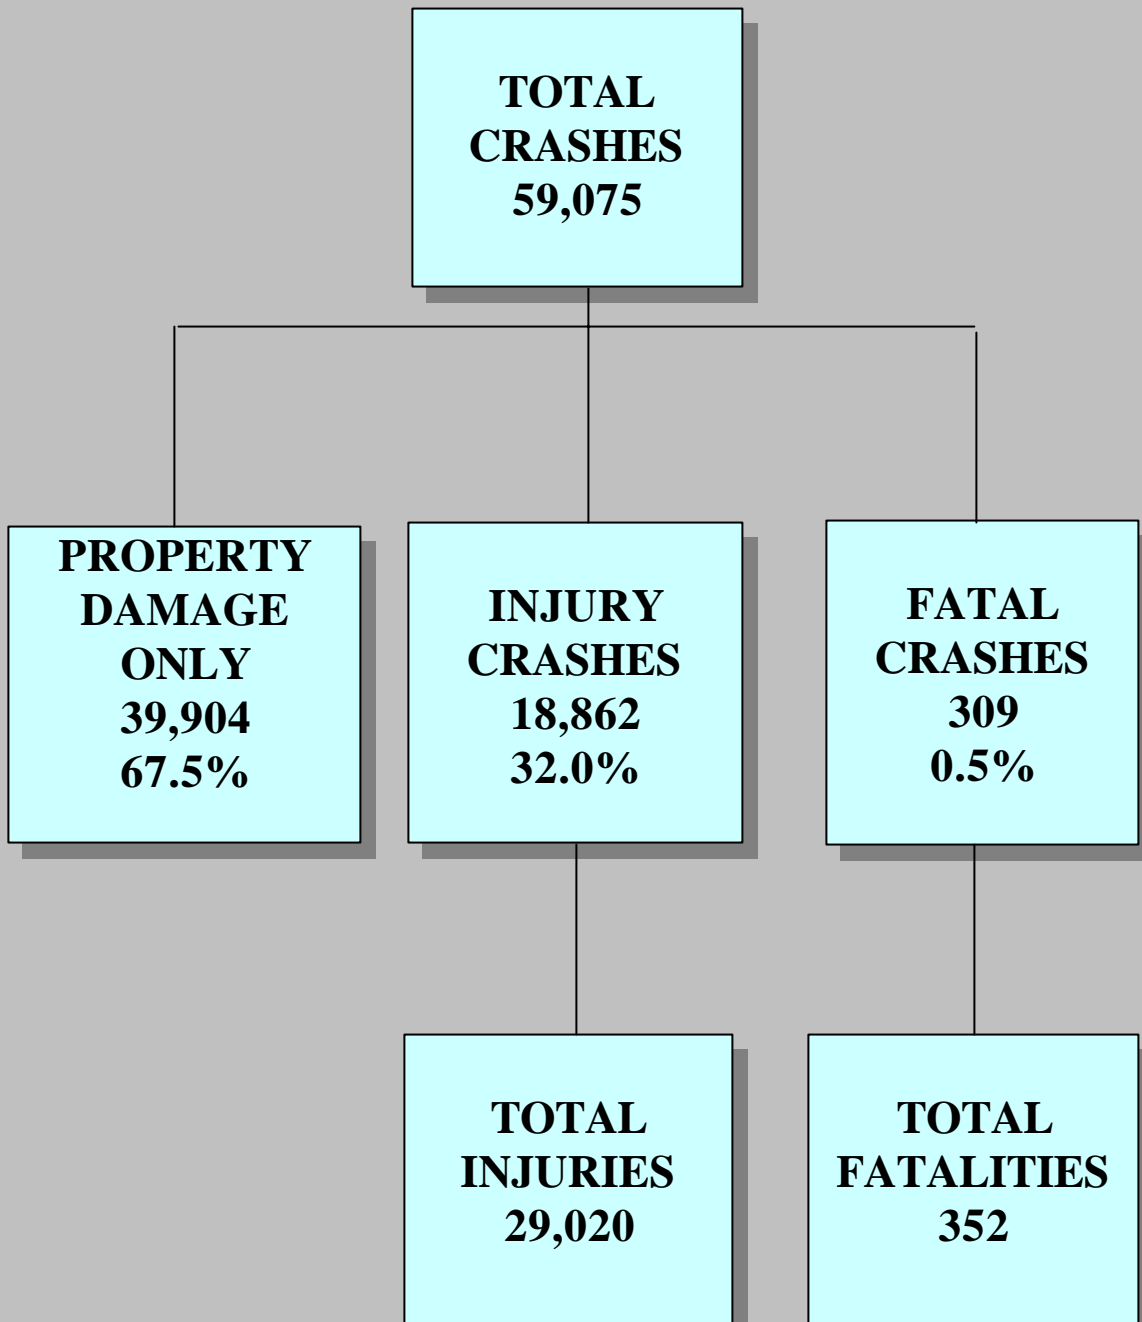 TOTAL
CRASHES
59,075
PROPERTY
DAMAGE
ONLY
39,904
67.5%
INJURY
CRASHES
18,862
32.0%
FATAL
CRASHES
309
0.5%
TOTAL
INJURIES
29,020
TOTAL
FATALITIES
352